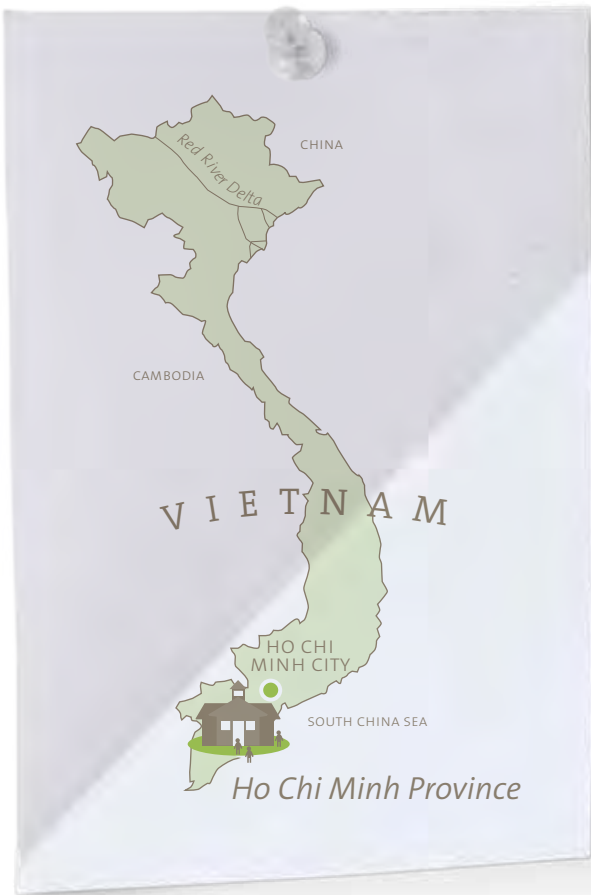 CHINA
Red River Delta
CAMBODIA
VIETNAM
HO CHI
MINH CITY
SOUTH CHINA SEA
Ho Chi Minh Province